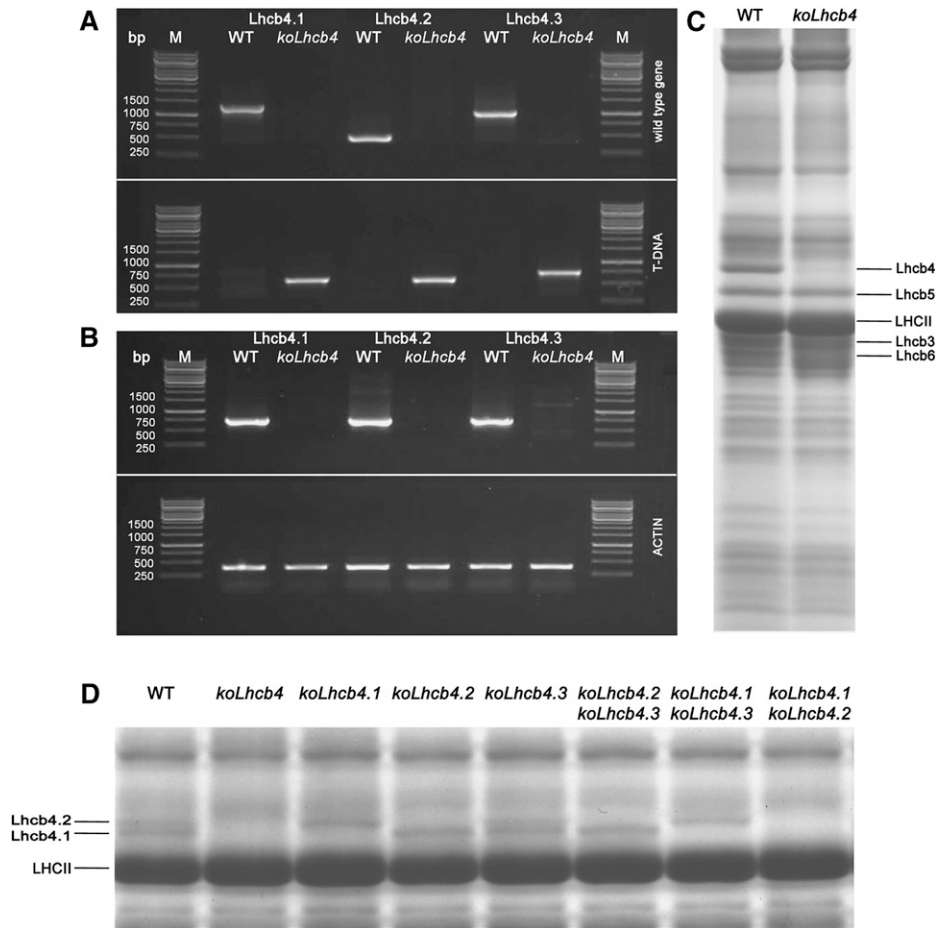 A
Lhcb4.1 Lhcb4.2 Lhcb4.3
bp M WT koLhcb4 WT koLhcb4 WT koLhcb4 M
1500
1000
750
500
250
wild type gene
1500
1000
750
500
250
T-DNA
B
Lhcb4.1 Lhcb4.2 Lhcb4.3
bp M WT koLhcb4 WT koLhcb4 WT koLhcb4 M
1500
1000
750
500
250
1500
1000
750
500
250
ACTIN
C
WT koLhcb4
Lhcb4
Lhcb5
LHCII
Lhcb3
Lhcb6
D
WT koLhcb4 koLhcb4.1 koLhcb4.2 koLhcb4.3 koLhcb4.2 koLhcb4.1 koLhcb4.1
koLhcb4.3 koLhcb4.3 koLhcb4.2
Lhcb4.2
Lhcb4.1
LHCII